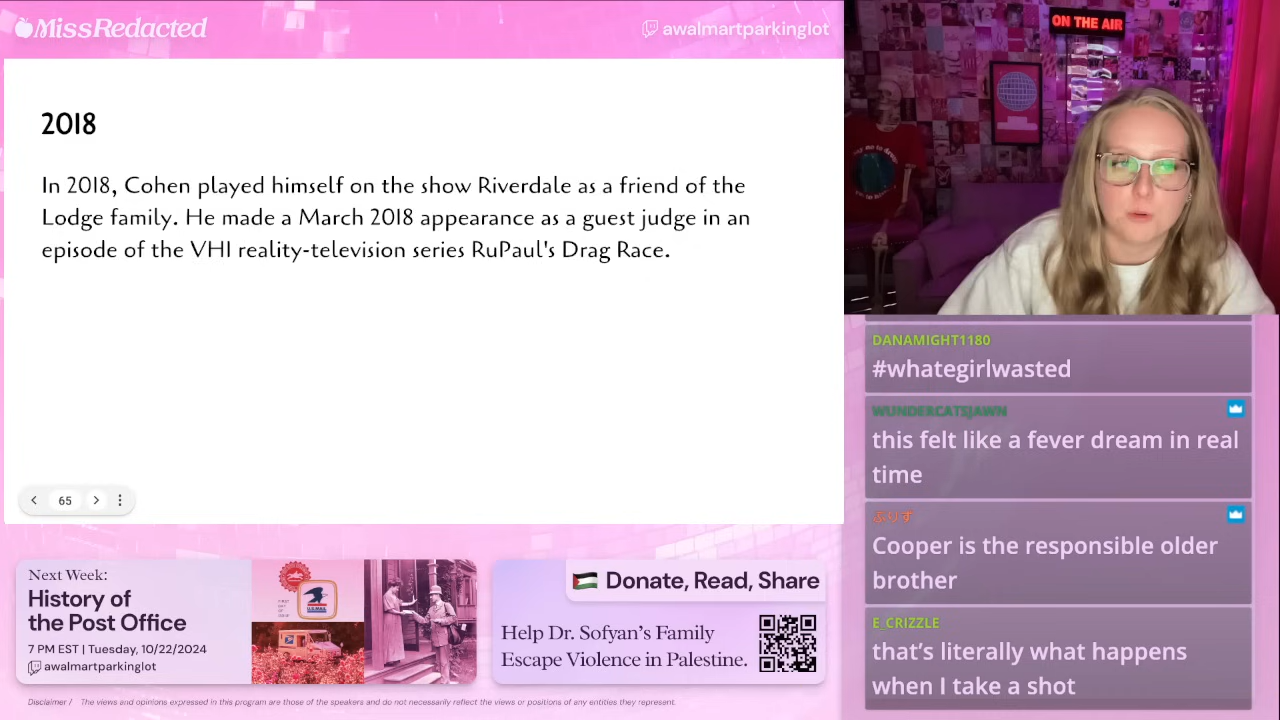 MissRedacted
awalmartparkinglot
ON THE AIR
2018
In 2018, Cohen played himself on the show Riverdale as a friend of the
Lodge family. He made a March 2018 appearance as a guest judge in an
episode of the VH1 reality-television series RuPaul's Drag Race.
65
DANAMIGHT1180
#whategirlwasted
WUNDERCATSJAWN
this felt like a fever dream in real
time
ぷりず
Cooper is the responsible older
brother
E_CRIZZLE
that's literally what happens
when I take a shot
Next Week:
History of
the Post Office
7 PM EST | Tuesday, 10/22/2024
awalmartparkinglot
Donate, Read, Share
Help Dr. Sofyan's Family
Escape Violence in Palestine.
Disclaimer / The views and opinions expressed in this program are those of the speakers and do not necessarily reflect the views or positions of any entities they represent.